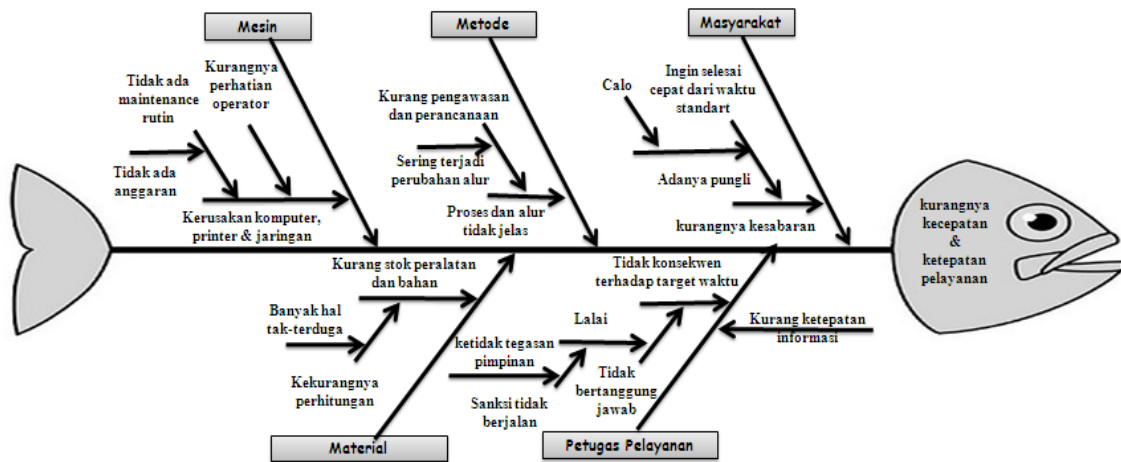 Mesin
Metode
Masyarakat
Kurangnya
perhatian
operator
Tidak ada
maintenance
rutin
Tidak ada
anggaran
Kerusakan komputer,
printer & jaringan
Kurang pengawasan
dan perancanaan
Sering terjadi
perubahan alur
Proses dan alur
tidak jelas
Calo
Ingin selesai
cepat dari waktu
standart
Adanya pungli
kurangnya kesabaran
kurangnya
kecepatan
&
ketepatan
pelayanan
Kurang stok peralatan
dan bahan
Banyak hal
tak-terduga
Kekurangnya
perhitungan
Tidak konsekwen
terhadap target waktu
Lalai
ketidak tegasan
pimpinan
Sanksi tidak
berjalan
Tidak
bertanggung
jawab
Kurang ketepatan
informasi
Material
Petugas Pelayanan